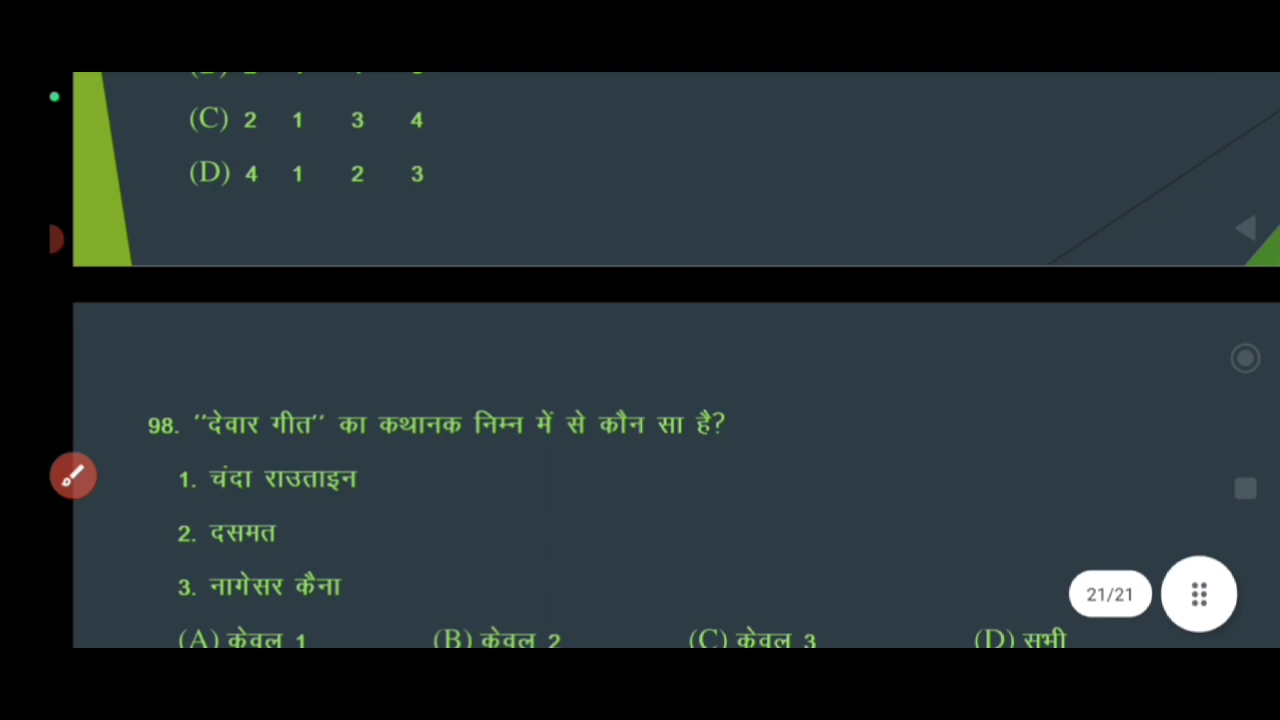 (C) 2 1 3 4
(D) 4 1 2 3
98. ''देवार गीत'' का कथानक निम्न में से कौन सा है?
1. चंदा राउताइन
2. दसमत
3. नागेसर कैना
(A) केवल 1 (B) केवल 2 (C) केवल 3 (D) सभी
21/21